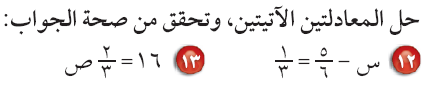 حل المعادلتين الآتيتين، وتحقق من صحة الجواب:
١٢ س − ٥/٦ = ١/٣ ١٣ ١٦ = ٢/٣ ص